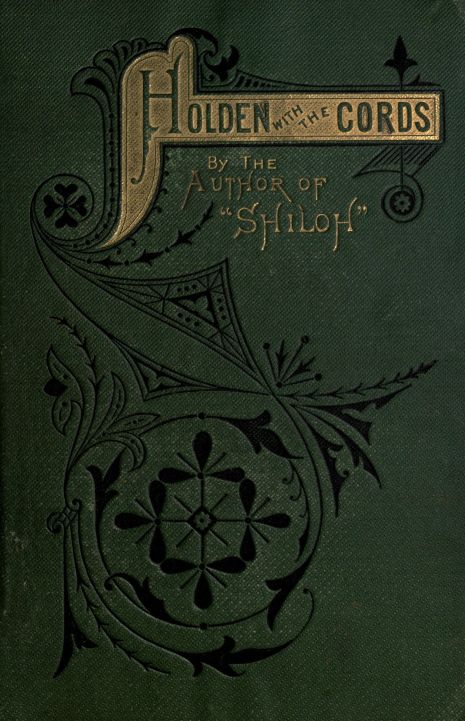 HOLDEN WITH THE CORDS
BY THE
AUTHOR OF
"SHILOH"